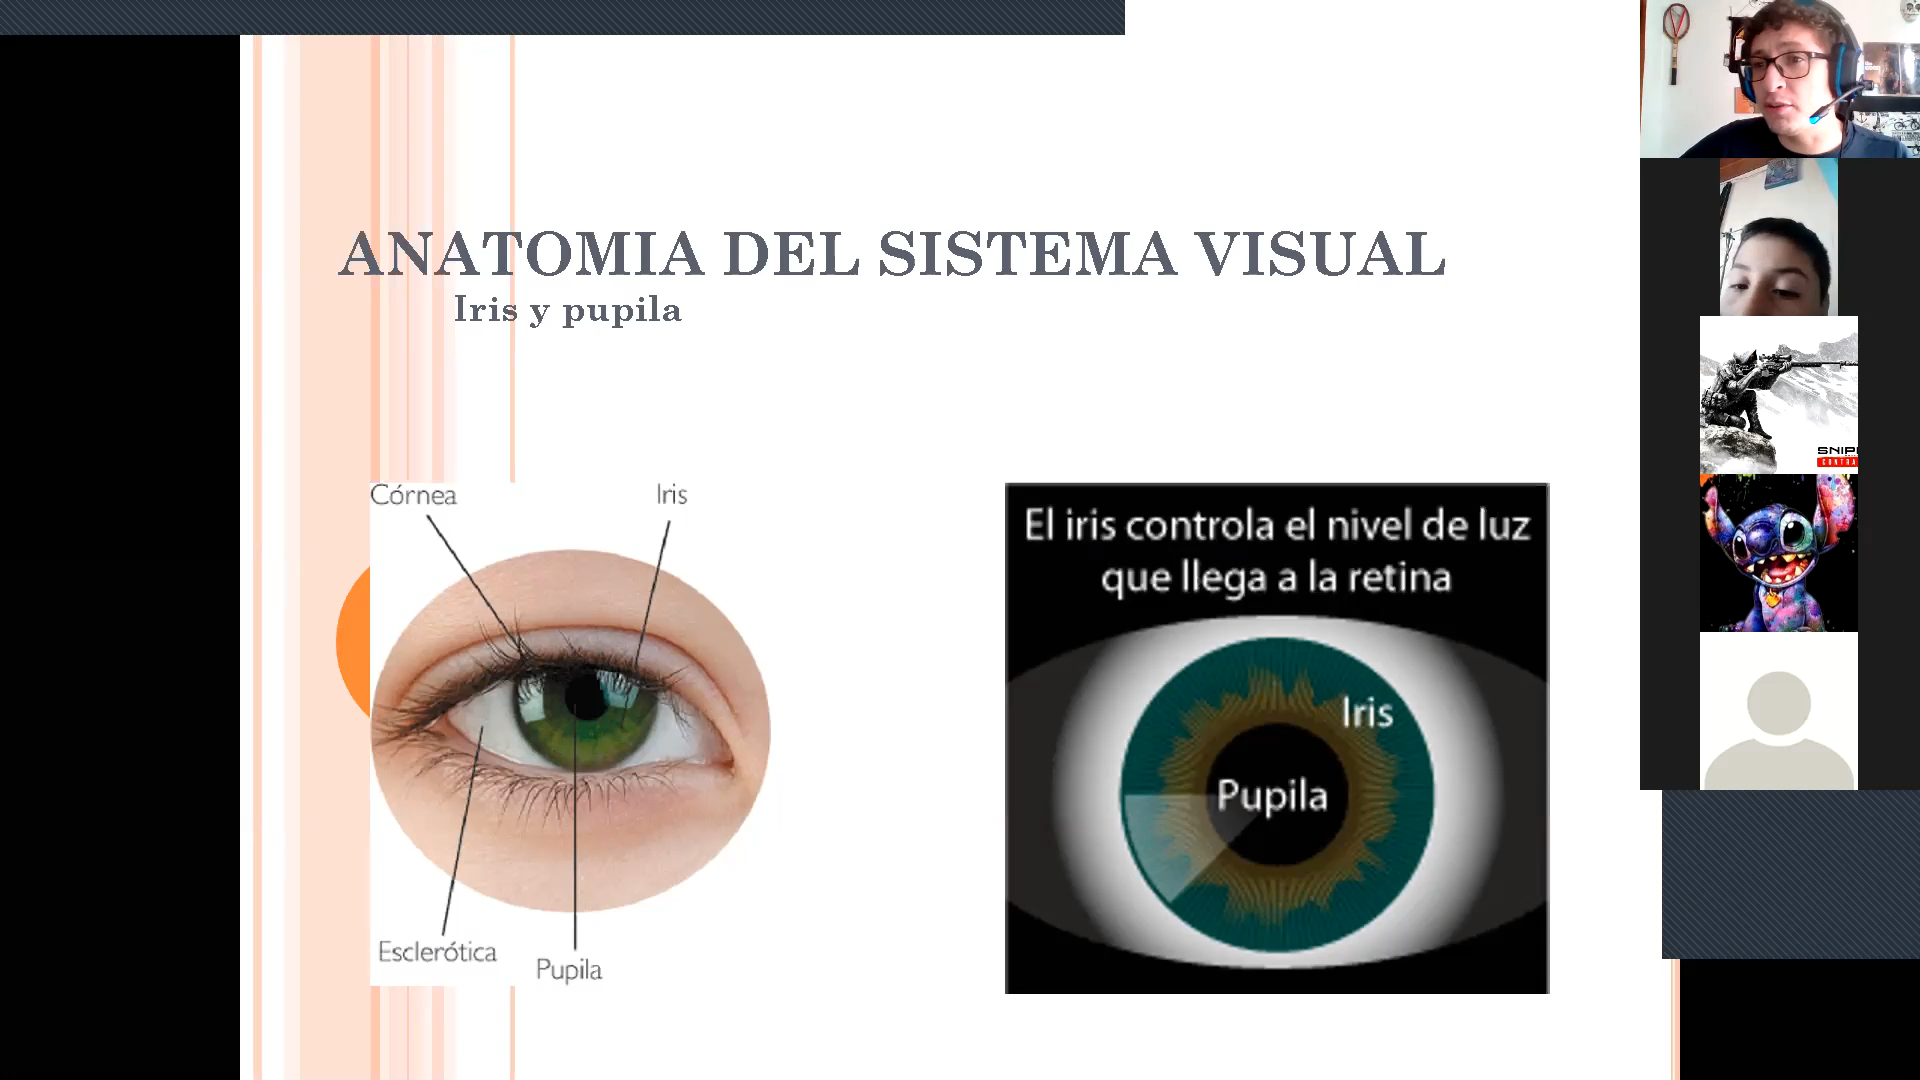 ANATOMIA DEL SISTEMA VISUAL
Iris y pupila
Córnea
Iris
Esclerótica
Pupila
El iris controla el nivel de luz
que llega a la retina
Iris
Pupila
SNIP
CONTRA